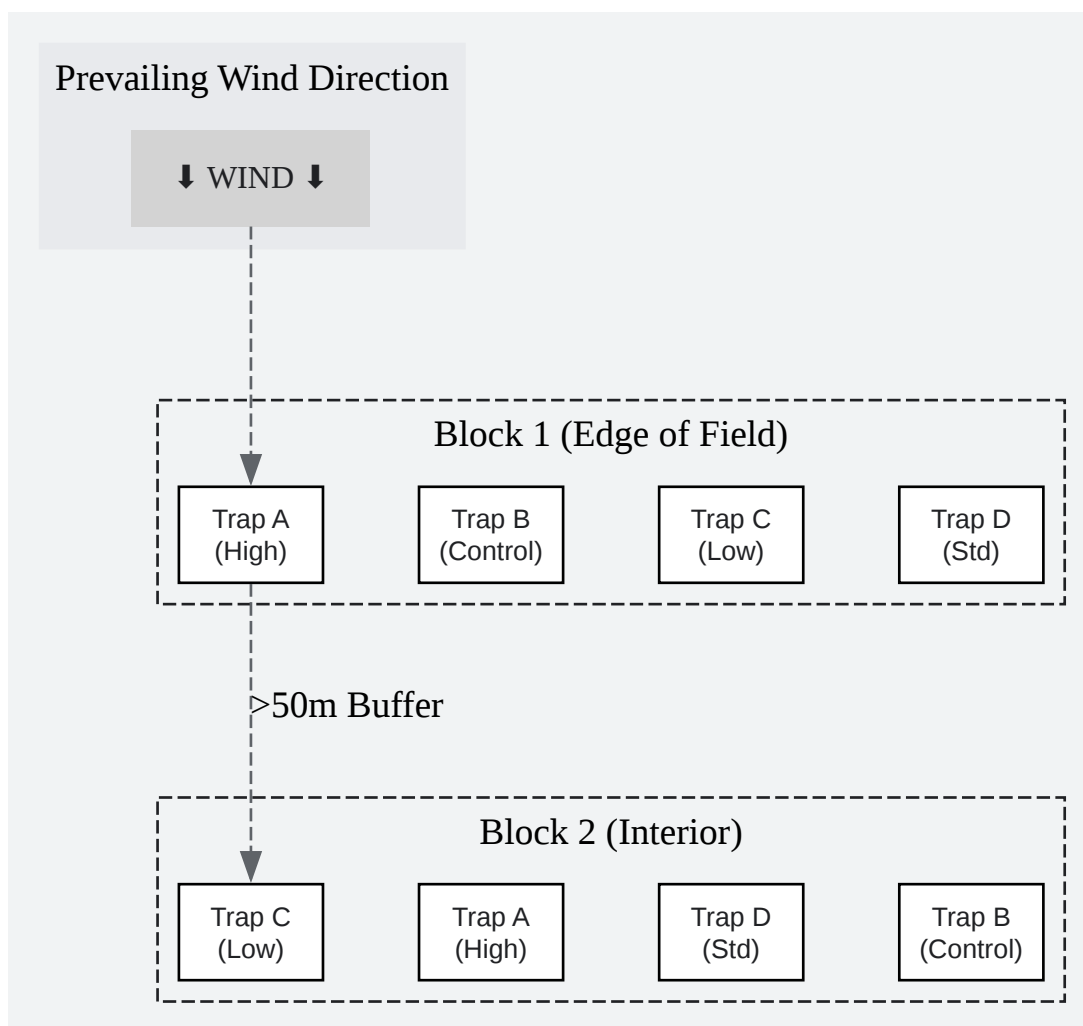 Prevailing Wind Direction
⬇ WIND ⬇
Block 1 (Edge of Field)
Trap A
(High)
Trap B
(Control)
Trap C
(Low)
Trap D
(Std)
>50m Buffer
Block 2 (Interior)
Trap C
(Low)
Trap A
(High)
Trap D
(Std)
Trap B
(Control)